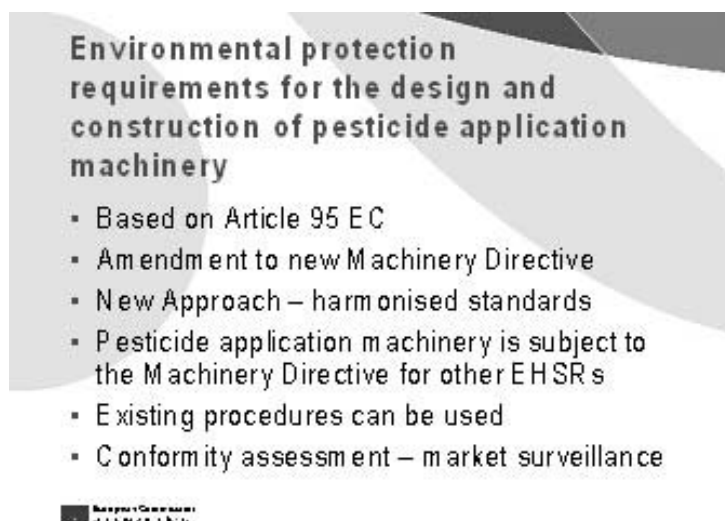 Environmental protection
requirements for the design and
construction of pesticide application
machinery
▪ Based on Article 95 EC
▪ Amendment to new Machinery Directive
▪ New Approach – harmonised standards
▪ Pesticide application machinery is subject to
the Machinery Directive for other EHSRs
▪ Existing procedures can be used
▪ Conformity assessment – market surveillance
European Commission